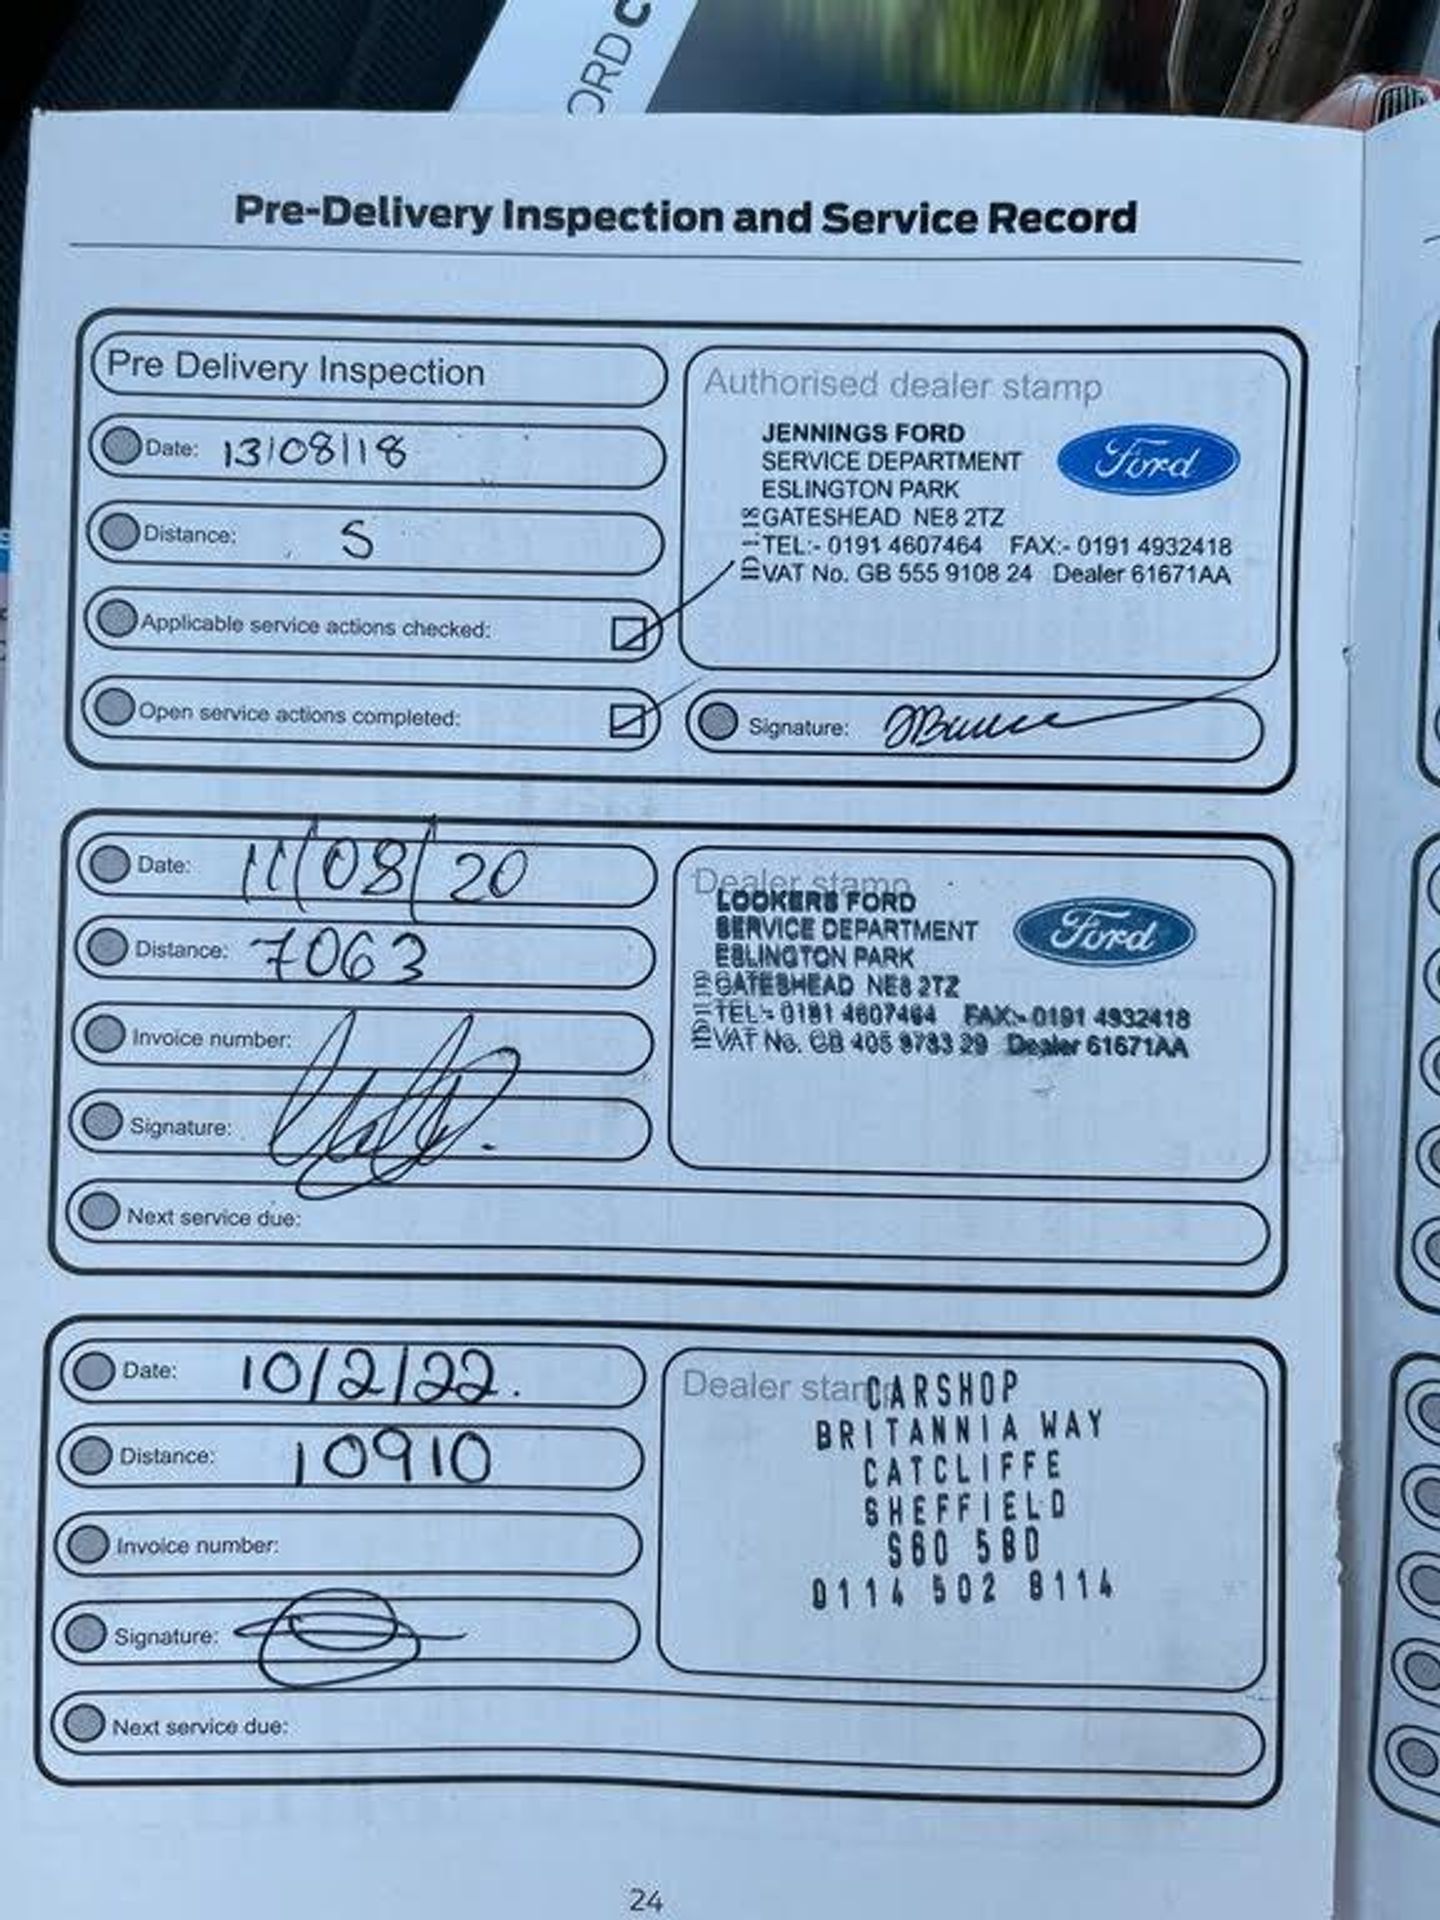 ORD C
Pre-Delivery Inspection and Service Record
Pre Delivery Inspection
Date: 13/08/18
Distance: 5
Applicable service actions checked:
Open service actions completed:
Authorised dealer stamp
JENNINGS FORD
SERVICE DEPARTMENT
ESLINGTON PARK
GATESHEAD NE8 2TZ
TEL:- 0191 4607464 FAX:- 0191 4932418
VAT No. GB 555 9108 24 Dealer 61671AA
Ford
Signature:
Date: 11/08/20
Distance: 7063
Invoice number:
Signature:
Next service due:
Dealer stamp
LOOKERS FORD
SERVICE DEPARTMENT
ESLINGTON PARK
GATESHEAD NE8 2TZ
TEL:- 0191 4607464 FAX:- 0191 4932418
VAT No. GB 405 9783 29 Dealer 61671AA
Ford
Date: 10/2/22.
Distance: 10910
Invoice number:
Signature:
Next service due:
Dealer stamp
CARSHOP
BRITANNIA WAY
CATCLIFFE
SHEFFIELD
S60 5BD
0114 502 8114
24